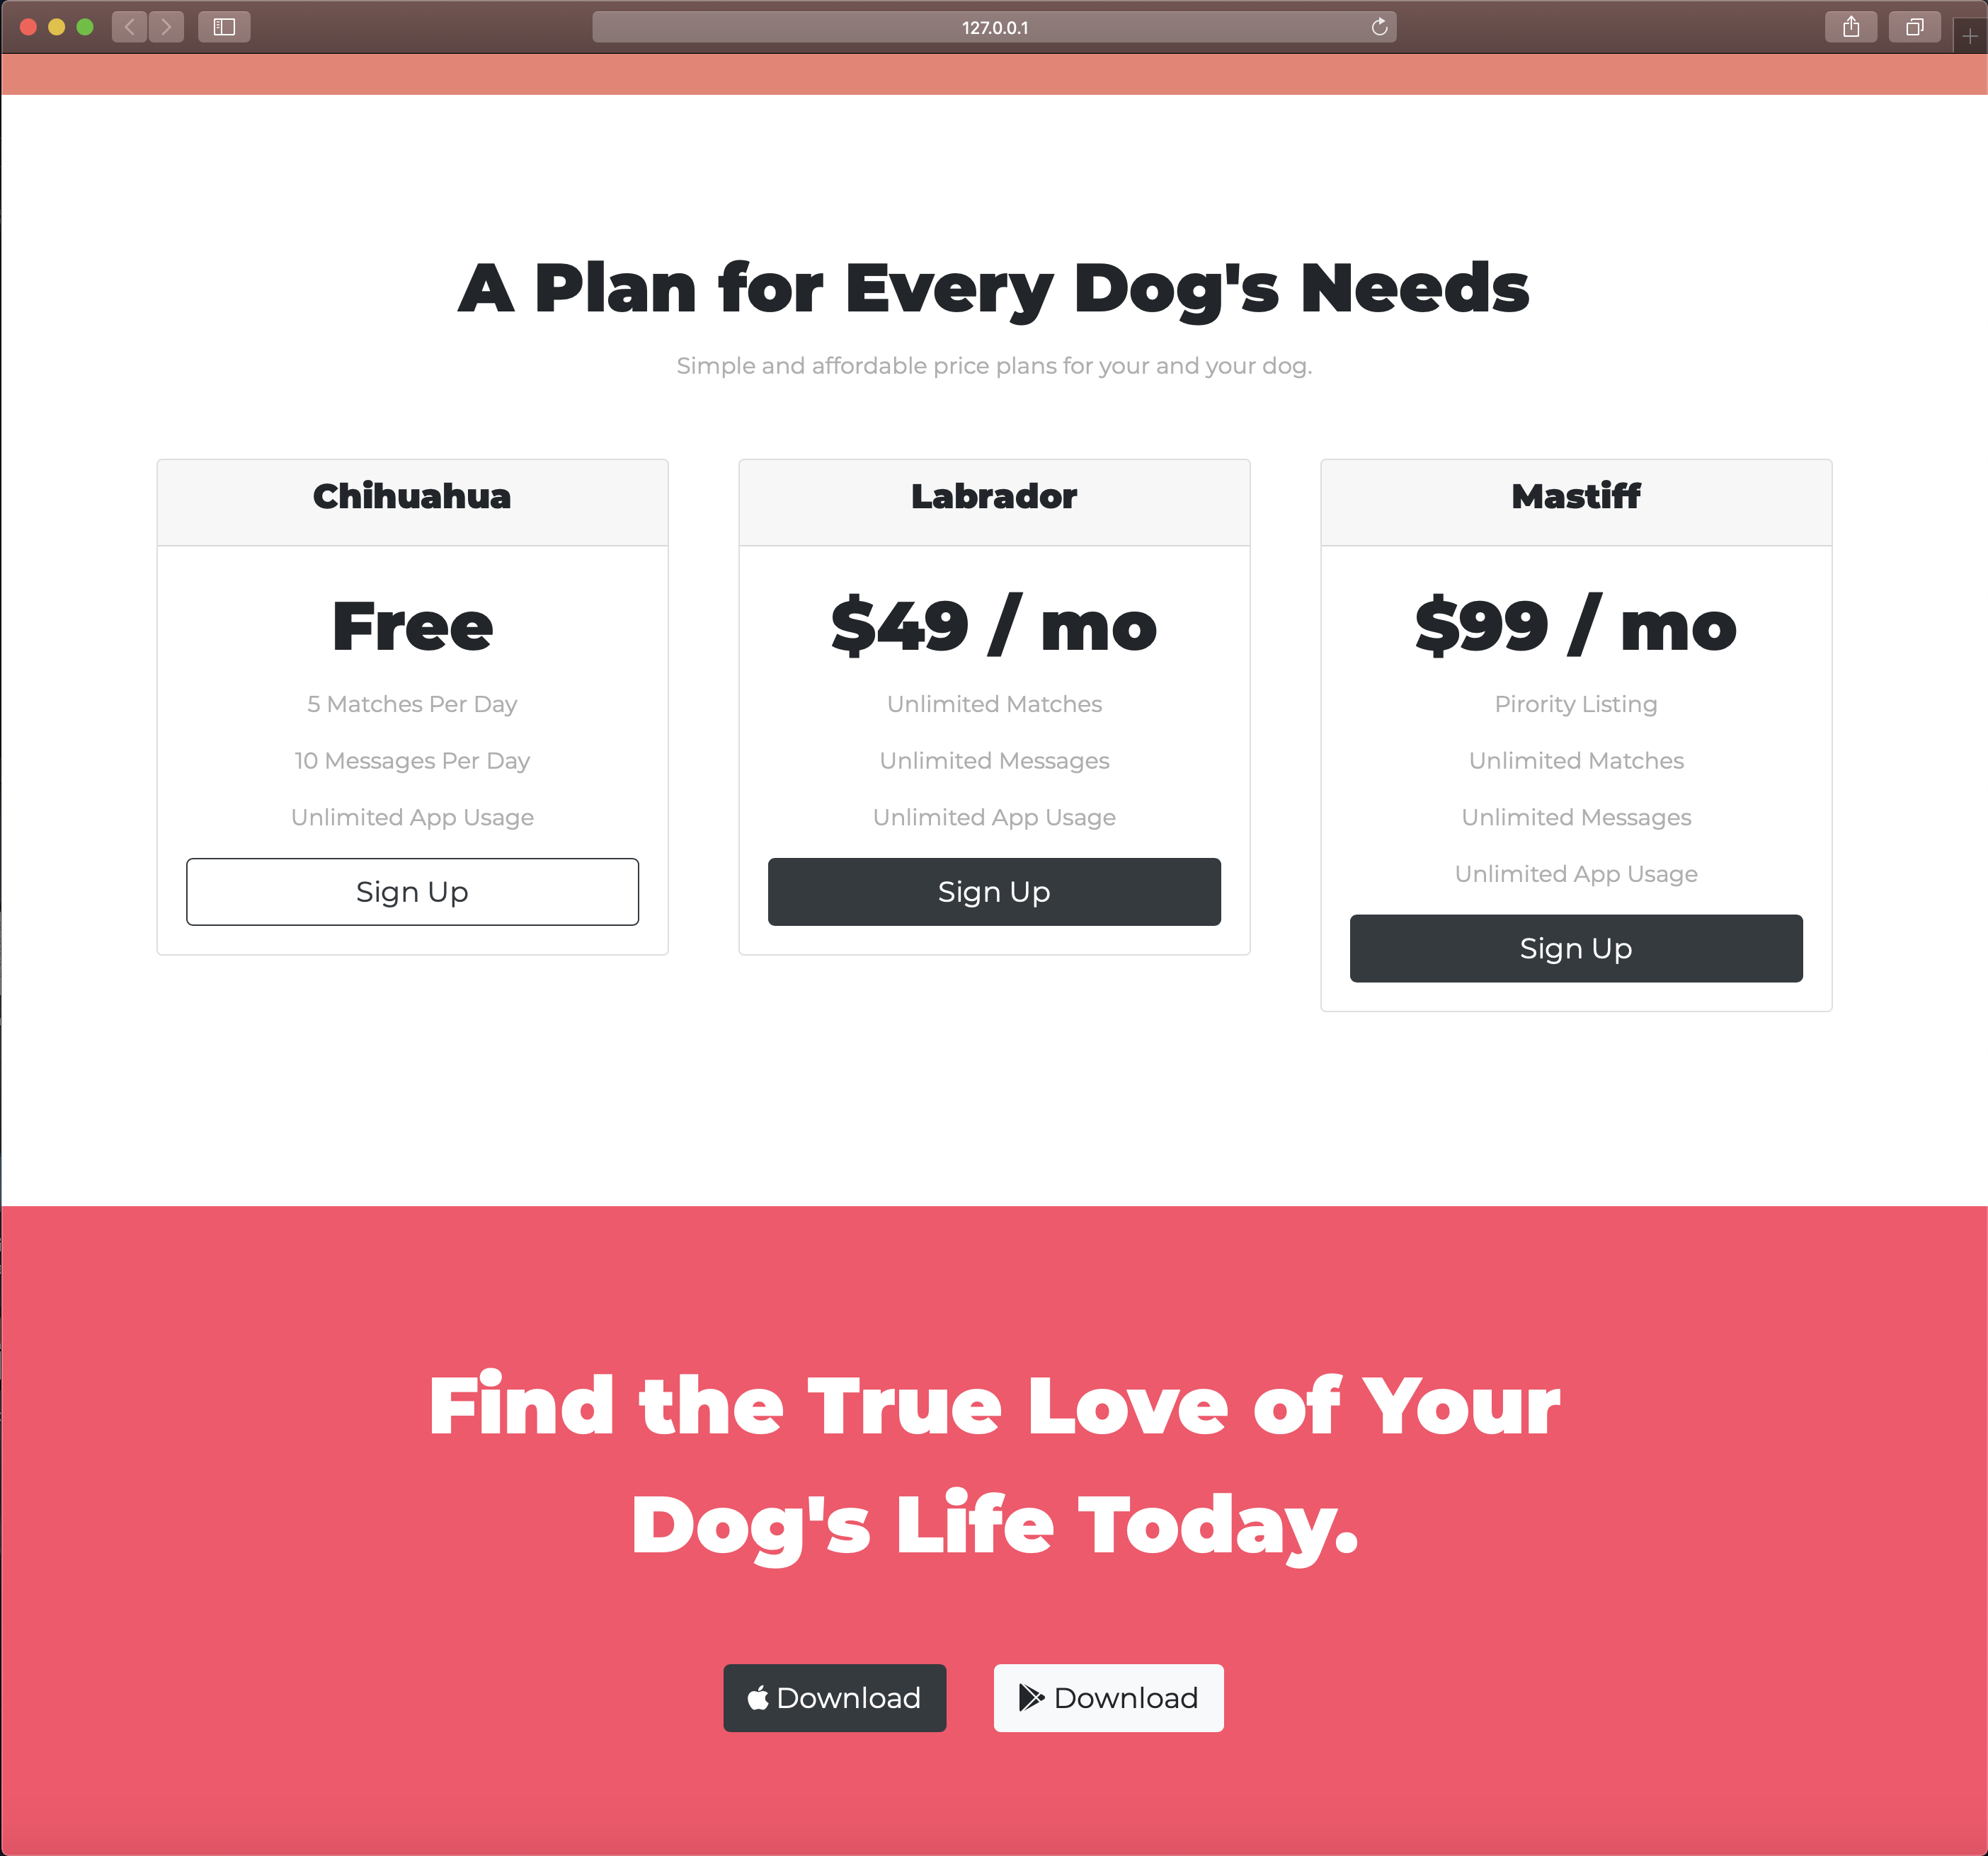 127.0.0.1
A Plan for Every Dog's Needs
Simple and affordable price plans for your and your dog.
Chihuahua
Free
5 Matches Per Day
10 Messages Per Day
Unlimited App Usage
Sign Up
Labrador
$49 / mo
Unlimited Matches
Unlimited Messages
Unlimited App Usage
Sign Up
Mastiff
$99 / mo
Pirority Listing
Unlimited Matches
Unlimited Messages
Unlimited App Usage
Sign Up
Find the True Love of Your
Dog's Life Today.
Download
Download